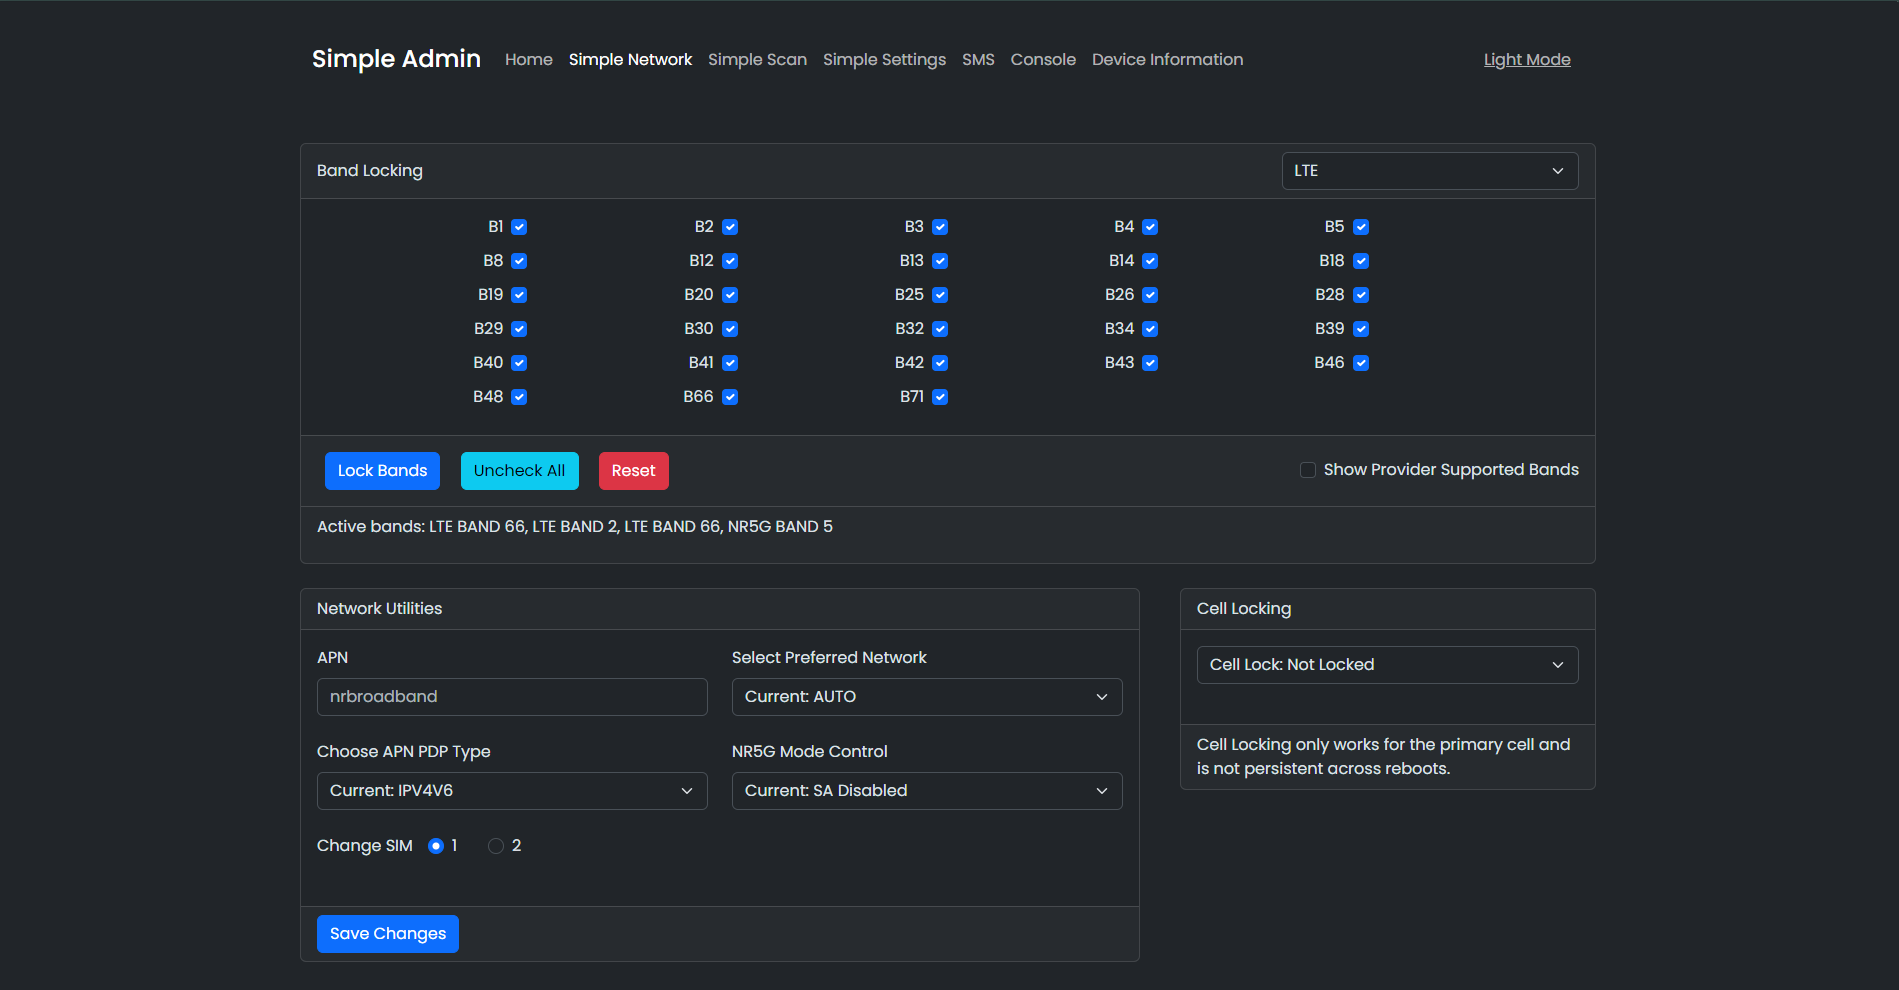 Simple Admin Home Simple Network Simple Scan Simple Settings SMS Console Device Information Light Mode
Band Locking LTE
B1 B2 B3 B4 B5
B8 B12 B13 B14 B18
B19 B20 B25 B26 B28
B29 B30 B32 B34 B39
B40 B41 B42 B43 B46
B48 B66 B71
Lock Bands Uncheck All Reset Show Provider Supported Bands
Active bands: LTE BAND 66, LTE BAND 2, LTE BAND 66, NR5G BAND 5
Network Utilities
APN Select Preferred Network
nrbroadband Current: AUTO
Choose APN PDP Type NR5G Mode Control
Current: IPV4V6 Current: SA Disabled
Change SIM 1 2
Save Changes
Cell Locking
Cell Lock: Not Locked
Cell Locking only works for the primary cell and
is not persistent across reboots.